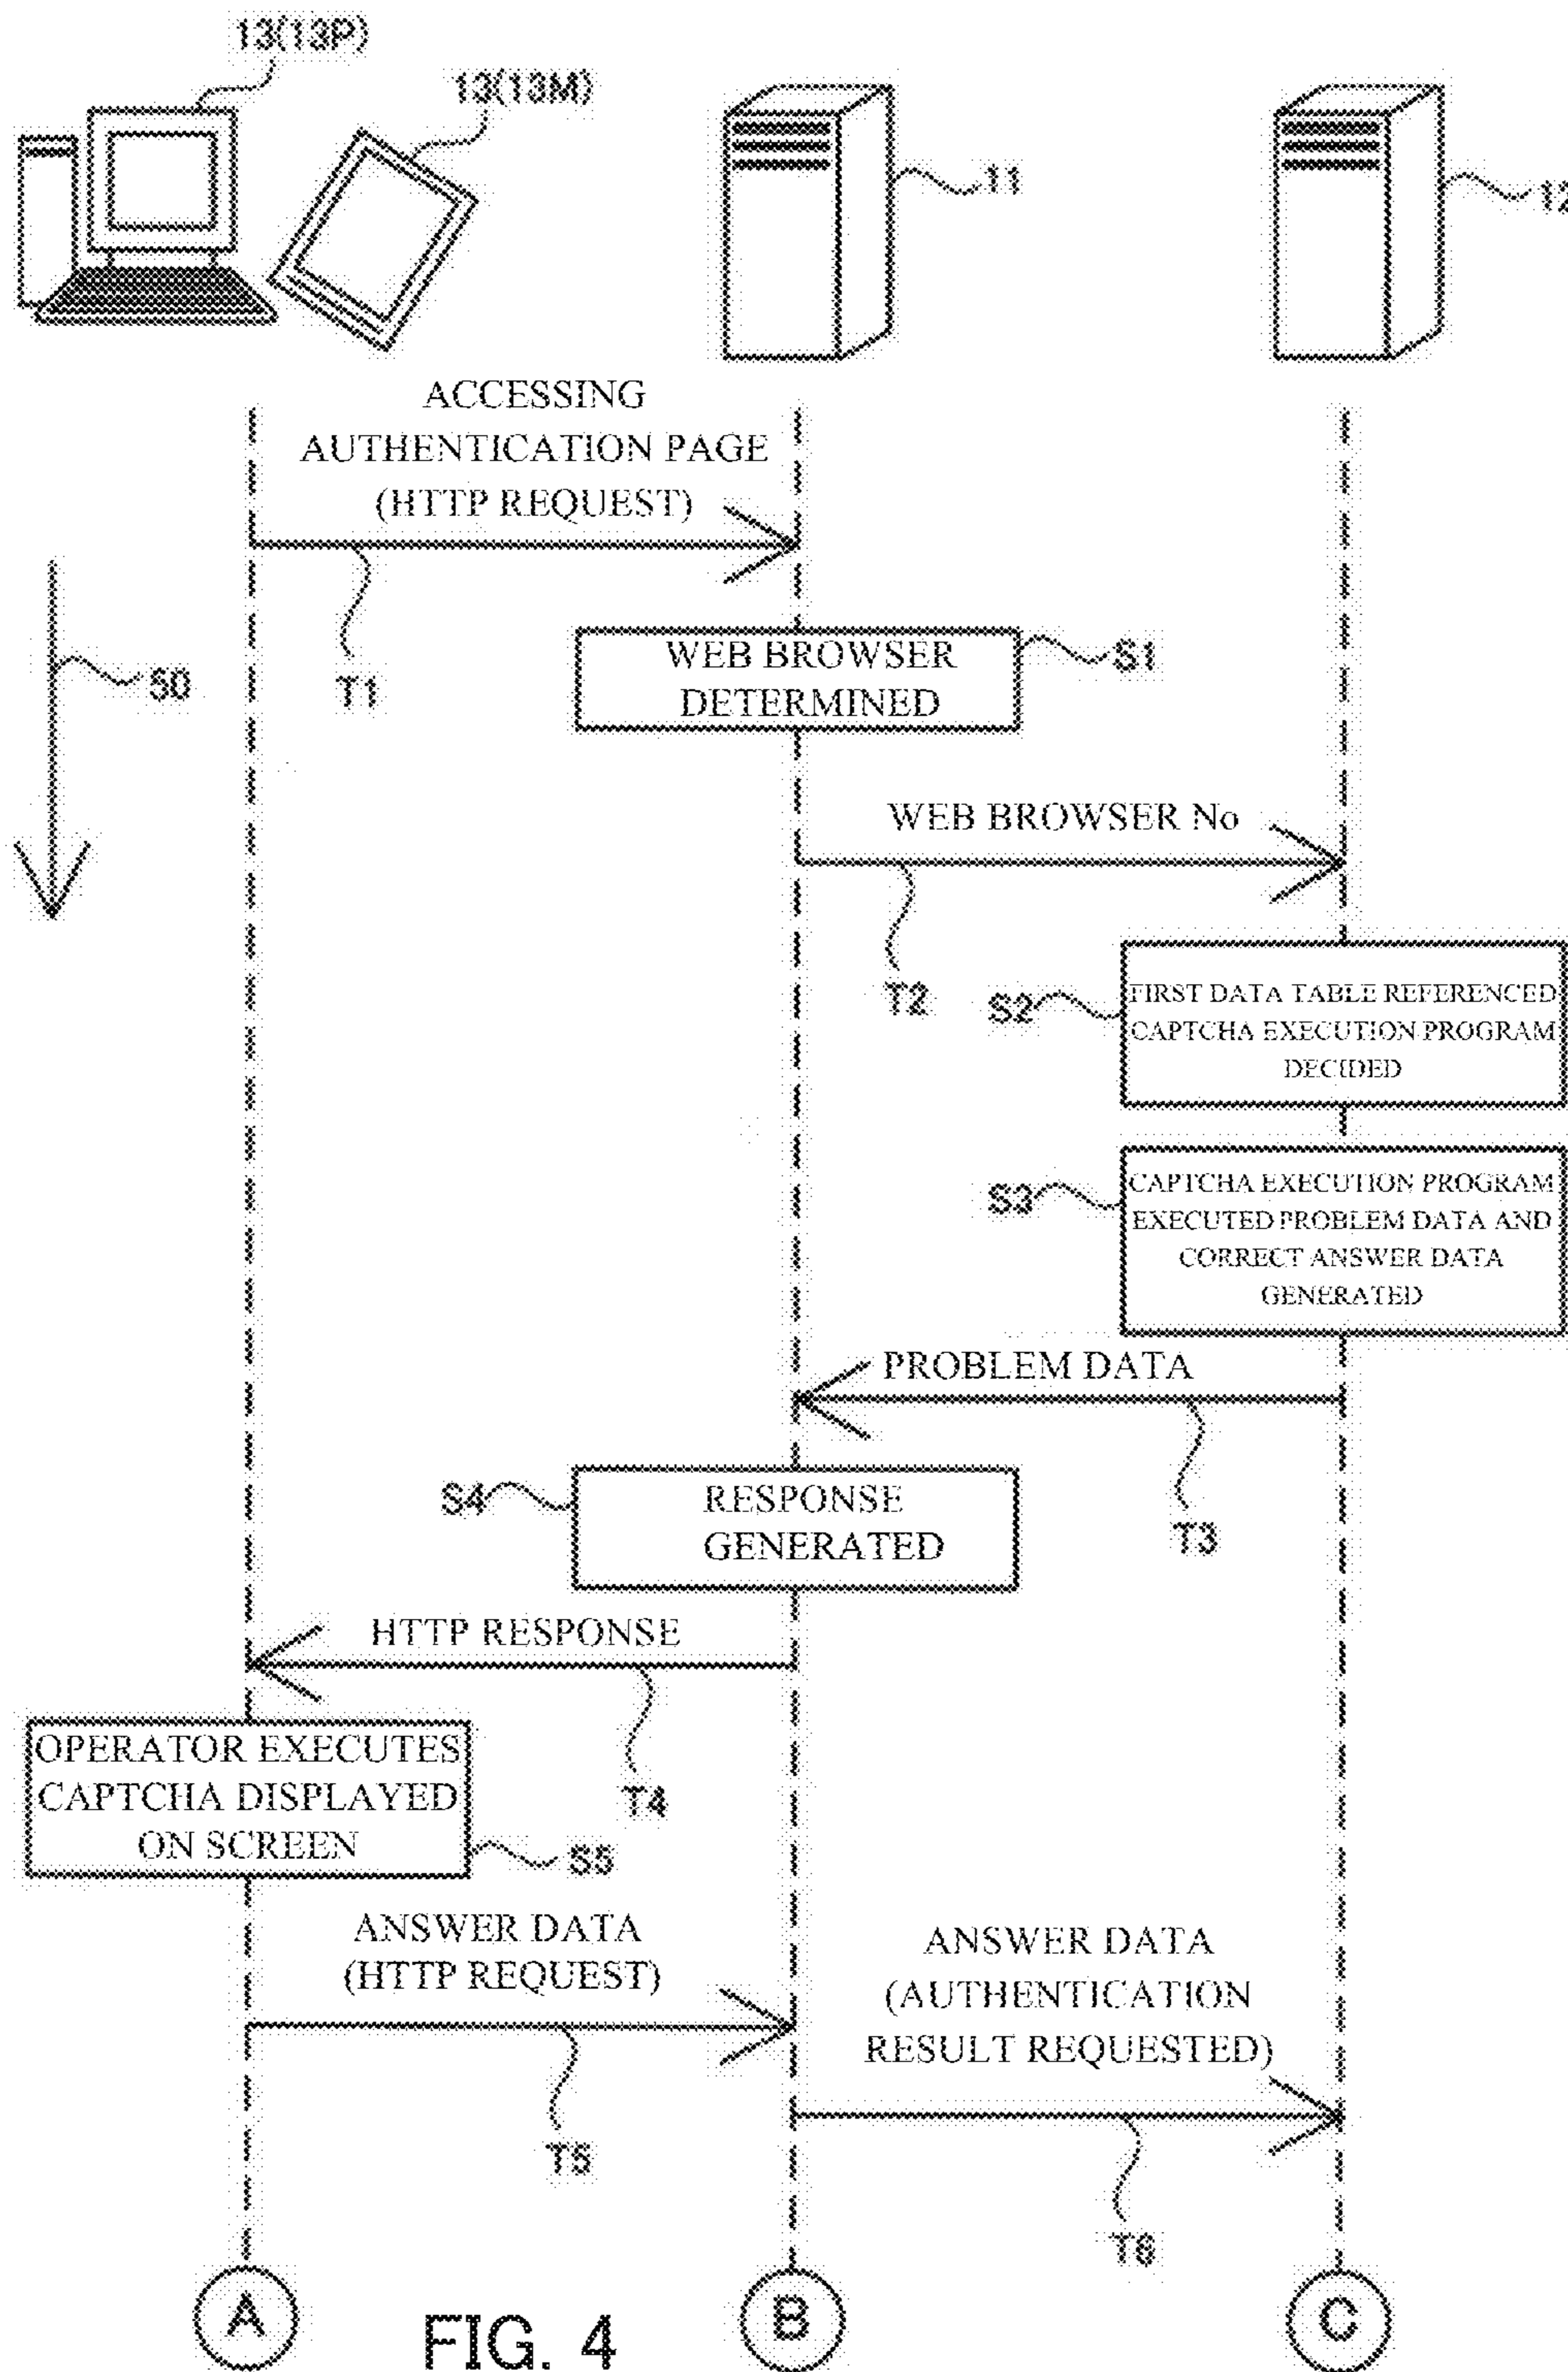 13(13P)
13(13M)
11
12
ACCESSING
AUTHENTICATION PAGE
(HTTP REQUEST)
T1
50
WEB BROWSER
DETERMINED
S1
WEB BROWSER No
T2
S2
FIRST DATA TABLE REFERENCED
CAPTCHA EXECUTION PROGRAM
DECIDED
S3
CAPTCHA EXECUTION PROGRAM
EXECUTED PROBLEM DATA AND
CORRECT ANSWER DATA
GENERATED
PROBLEM DATA
T3
S4
RESPONSE
GENERATED
HTTP RESPONSE
T4
OPERATOR EXECUTES
CAPTCHA DISPLAYED
ON SCREEN
S5
ANSWER DATA
(HTTP REQUEST)
T5
ANSWER DATA
(AUTHENTICATION
RESULT REQUESTED)
T6
A
B
C
FIG. 4